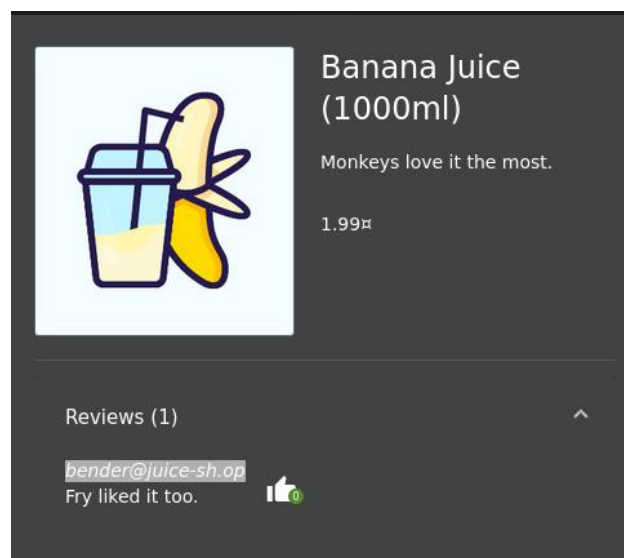 Banana Juice
(1000ml)
Monkeys love it the most.
1.99¤
Reviews (1)
bender@juice-sh.op
Fry liked it too.
0